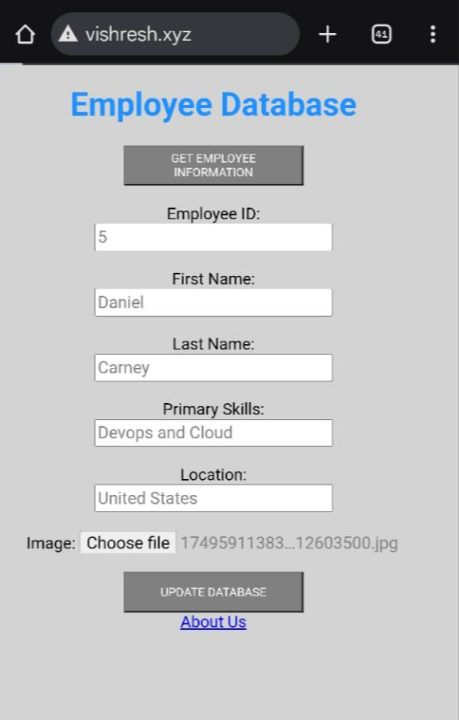 vishresh.xyz
41
Employee Database
GET EMPLOYEE
INFORMATION
Employee ID:
5
First Name:
Daniel
Last Name:
Carney
Primary Skills:
Devops and Cloud
Location:
United States
Image: Choose file 17495911383...12603500.jpg
UPDATE DATABASE
About Us